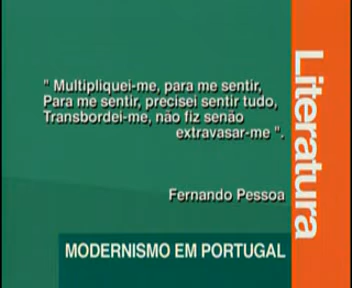 " Multipliquei-me, para me sentir,
Para me sentir, precisei sentir tudo,
Transbordei-me, não fiz senão
extravasar-me ".
Fernando Pessoa
MODERNISMO EM PORTUGAL
Literatura